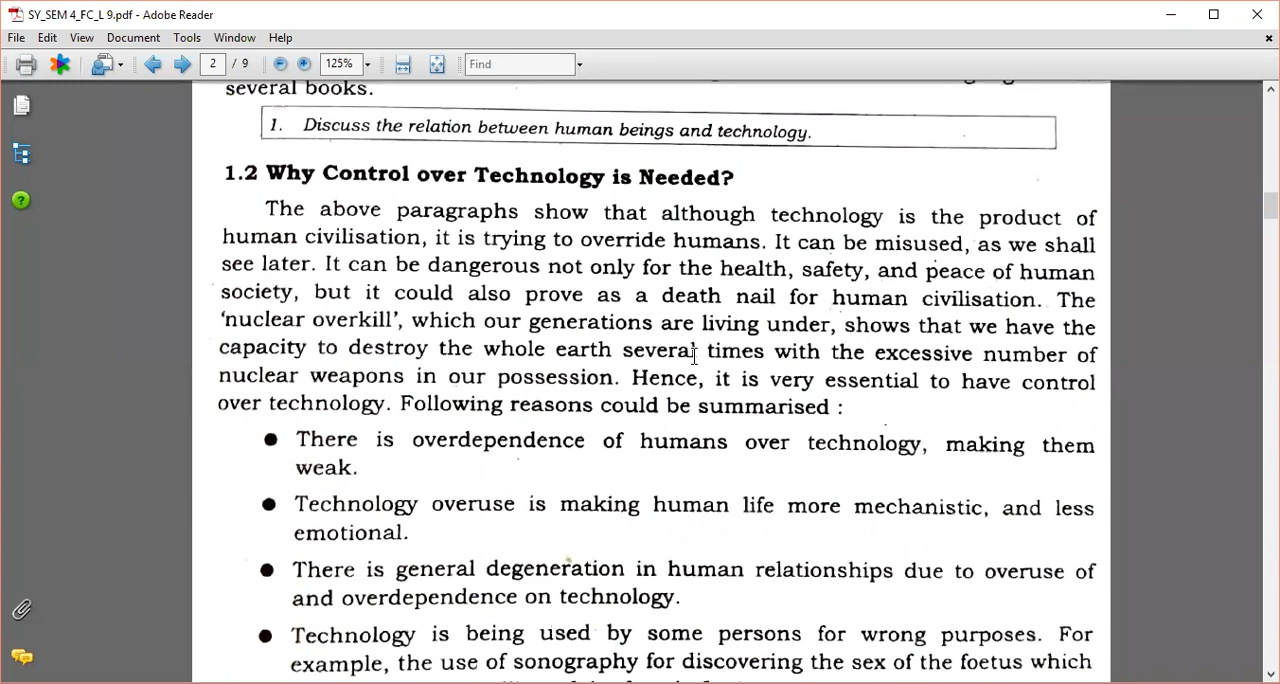 SY_SEM 4_FC_L 9.pdf - Adobe Reader
File Edit View Document Tools Window Help
2 / 9 125% Find
several books.
1. Discuss the relation between human beings and technology.
1.2 Why Control over Technology is Needed?
The above paragraphs show that although technology is the product of
human civilisation, it is trying to override humans. It can be misused, as we shall
see later. It can be dangerous not only for the health, safety, and peace of human
society, but it could also prove as a death nail for human civilisation. The
'nuclear overkill', which our generations are living under, shows that we have the
capacity to destroy the whole earth several times with the excessive number of
nuclear weapons in our possession. Hence, it is very essential to have control
over technology. Following reasons could be summarised :
● There is overdependence of humans over technology, making them
weak.
● Technology overuse is making human life more mechanistic, and less
emotional.
● There is general degeneration in human relationships due to overuse of
and overdependence on technology.
● Technology is being used by some persons for wrong purposes. For
example, the use of sonography for discovering the sex of the foetus which